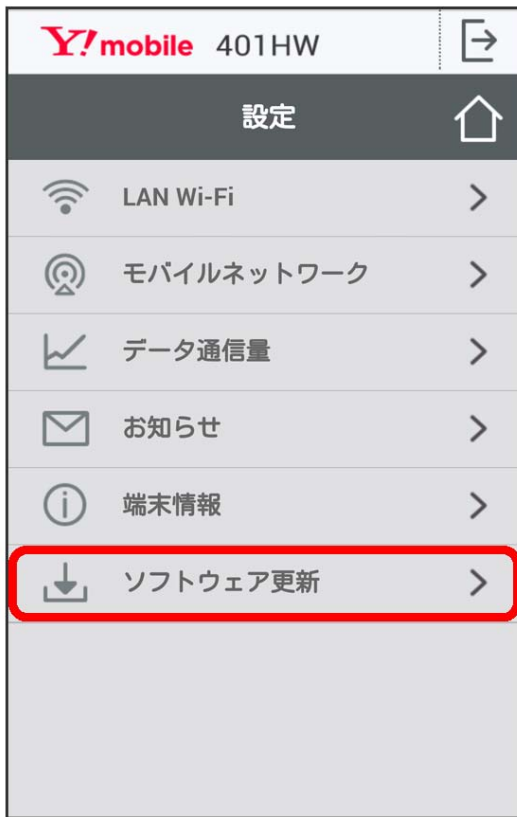 Y!mobile 401HW
設定
LAN Wi-Fi
モバイルネットワーク
データ通信量
お知らせ
端末情報
ソフトウェア更新